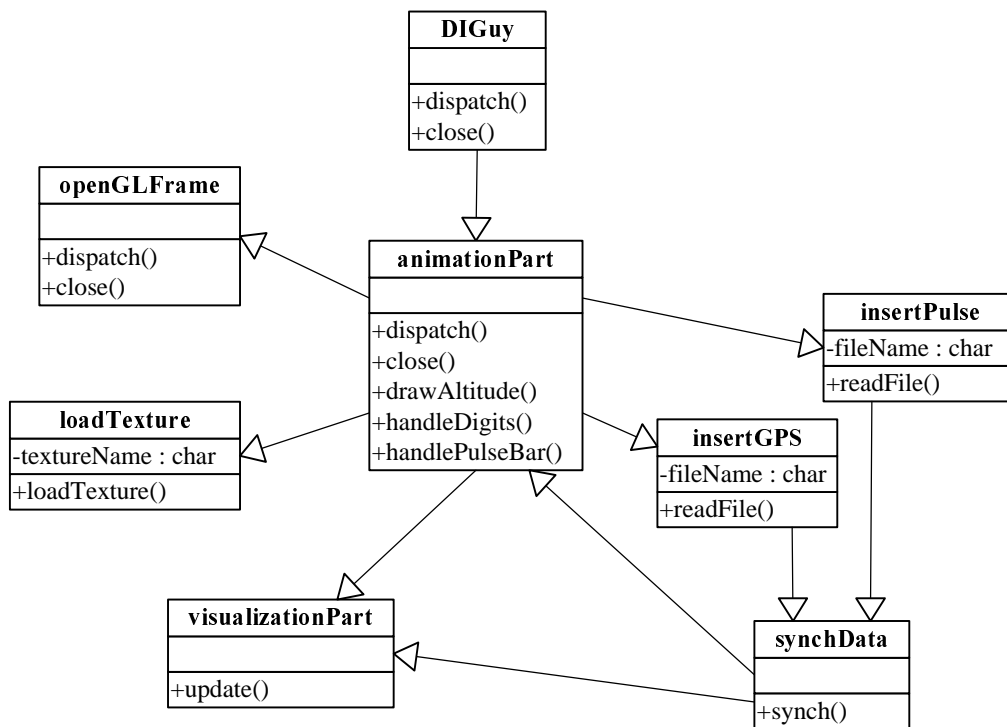 DIGuy
+dispatch()
+close()
openGLFrame
+dispatch()
+close()
animationPart
+dispatch()
+close()
+drawAltitude()
+handleDigits()
+handlePulseBar()
insertPulse
-fileName : char
+readFile()
loadTexture
-textureName : char
+loadTexture()
insertGPS
-fileName : char
+readFile()
visualizationPart
+update()
synchData
+synch()